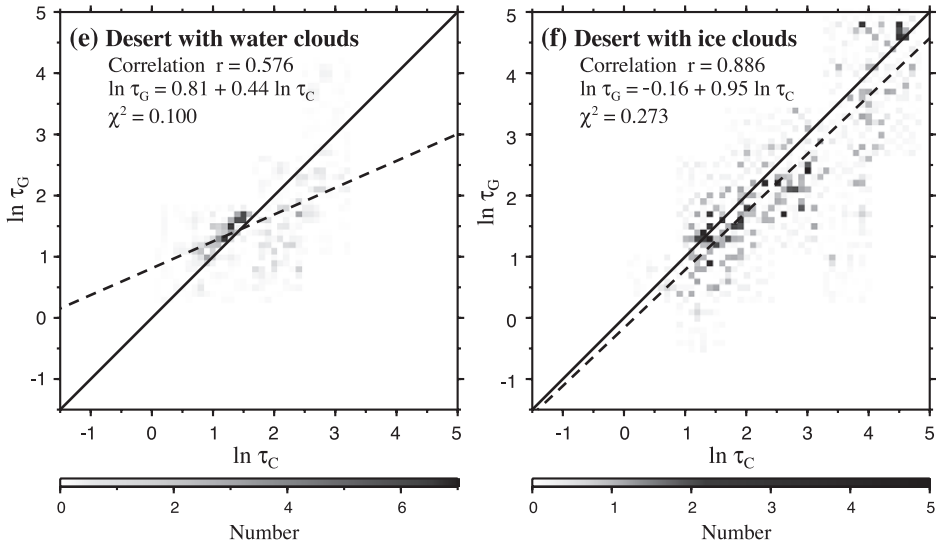 (e) Desert with water clouds
Correlation r = 0.576
ln τG = 0.81 + 0.44 ln τC
χ² = 0.100
ln τG
5
4
3
2
1
0
-1
-1 0 1 2 3 4 5
ln τC
0 2 4 6
Number
(f) Desert with ice clouds
Correlation r = 0.886
ln τG = -0.16 + 0.95 ln τC
χ² = 0.273
ln τG
5
4
3
2
1
0
-1
-1 0 1 2 3 4 5
ln τC
0 1 2 3 4 5
Number